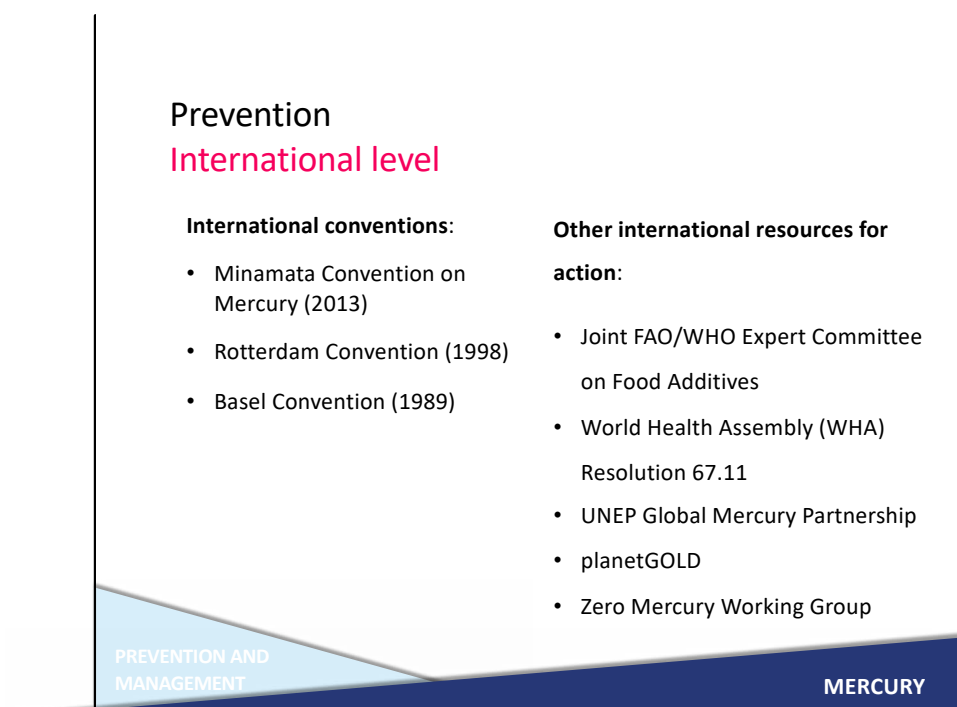 Prevention
International level
International conventions:
• Minamata Convention on
Mercury (2013)
• Rotterdam Convention (1998)
• Basel Convention (1989)
Other international resources for
action:
• Joint FAO/WHO Expert Committee
on Food Additives
• World Health Assembly (WHA)
Resolution 67.11
• UNEP Global Mercury Partnership
• planetGOLD
• Zero Mercury Working Group
PREVENTION AND
MANAGEMENT
MERCURY